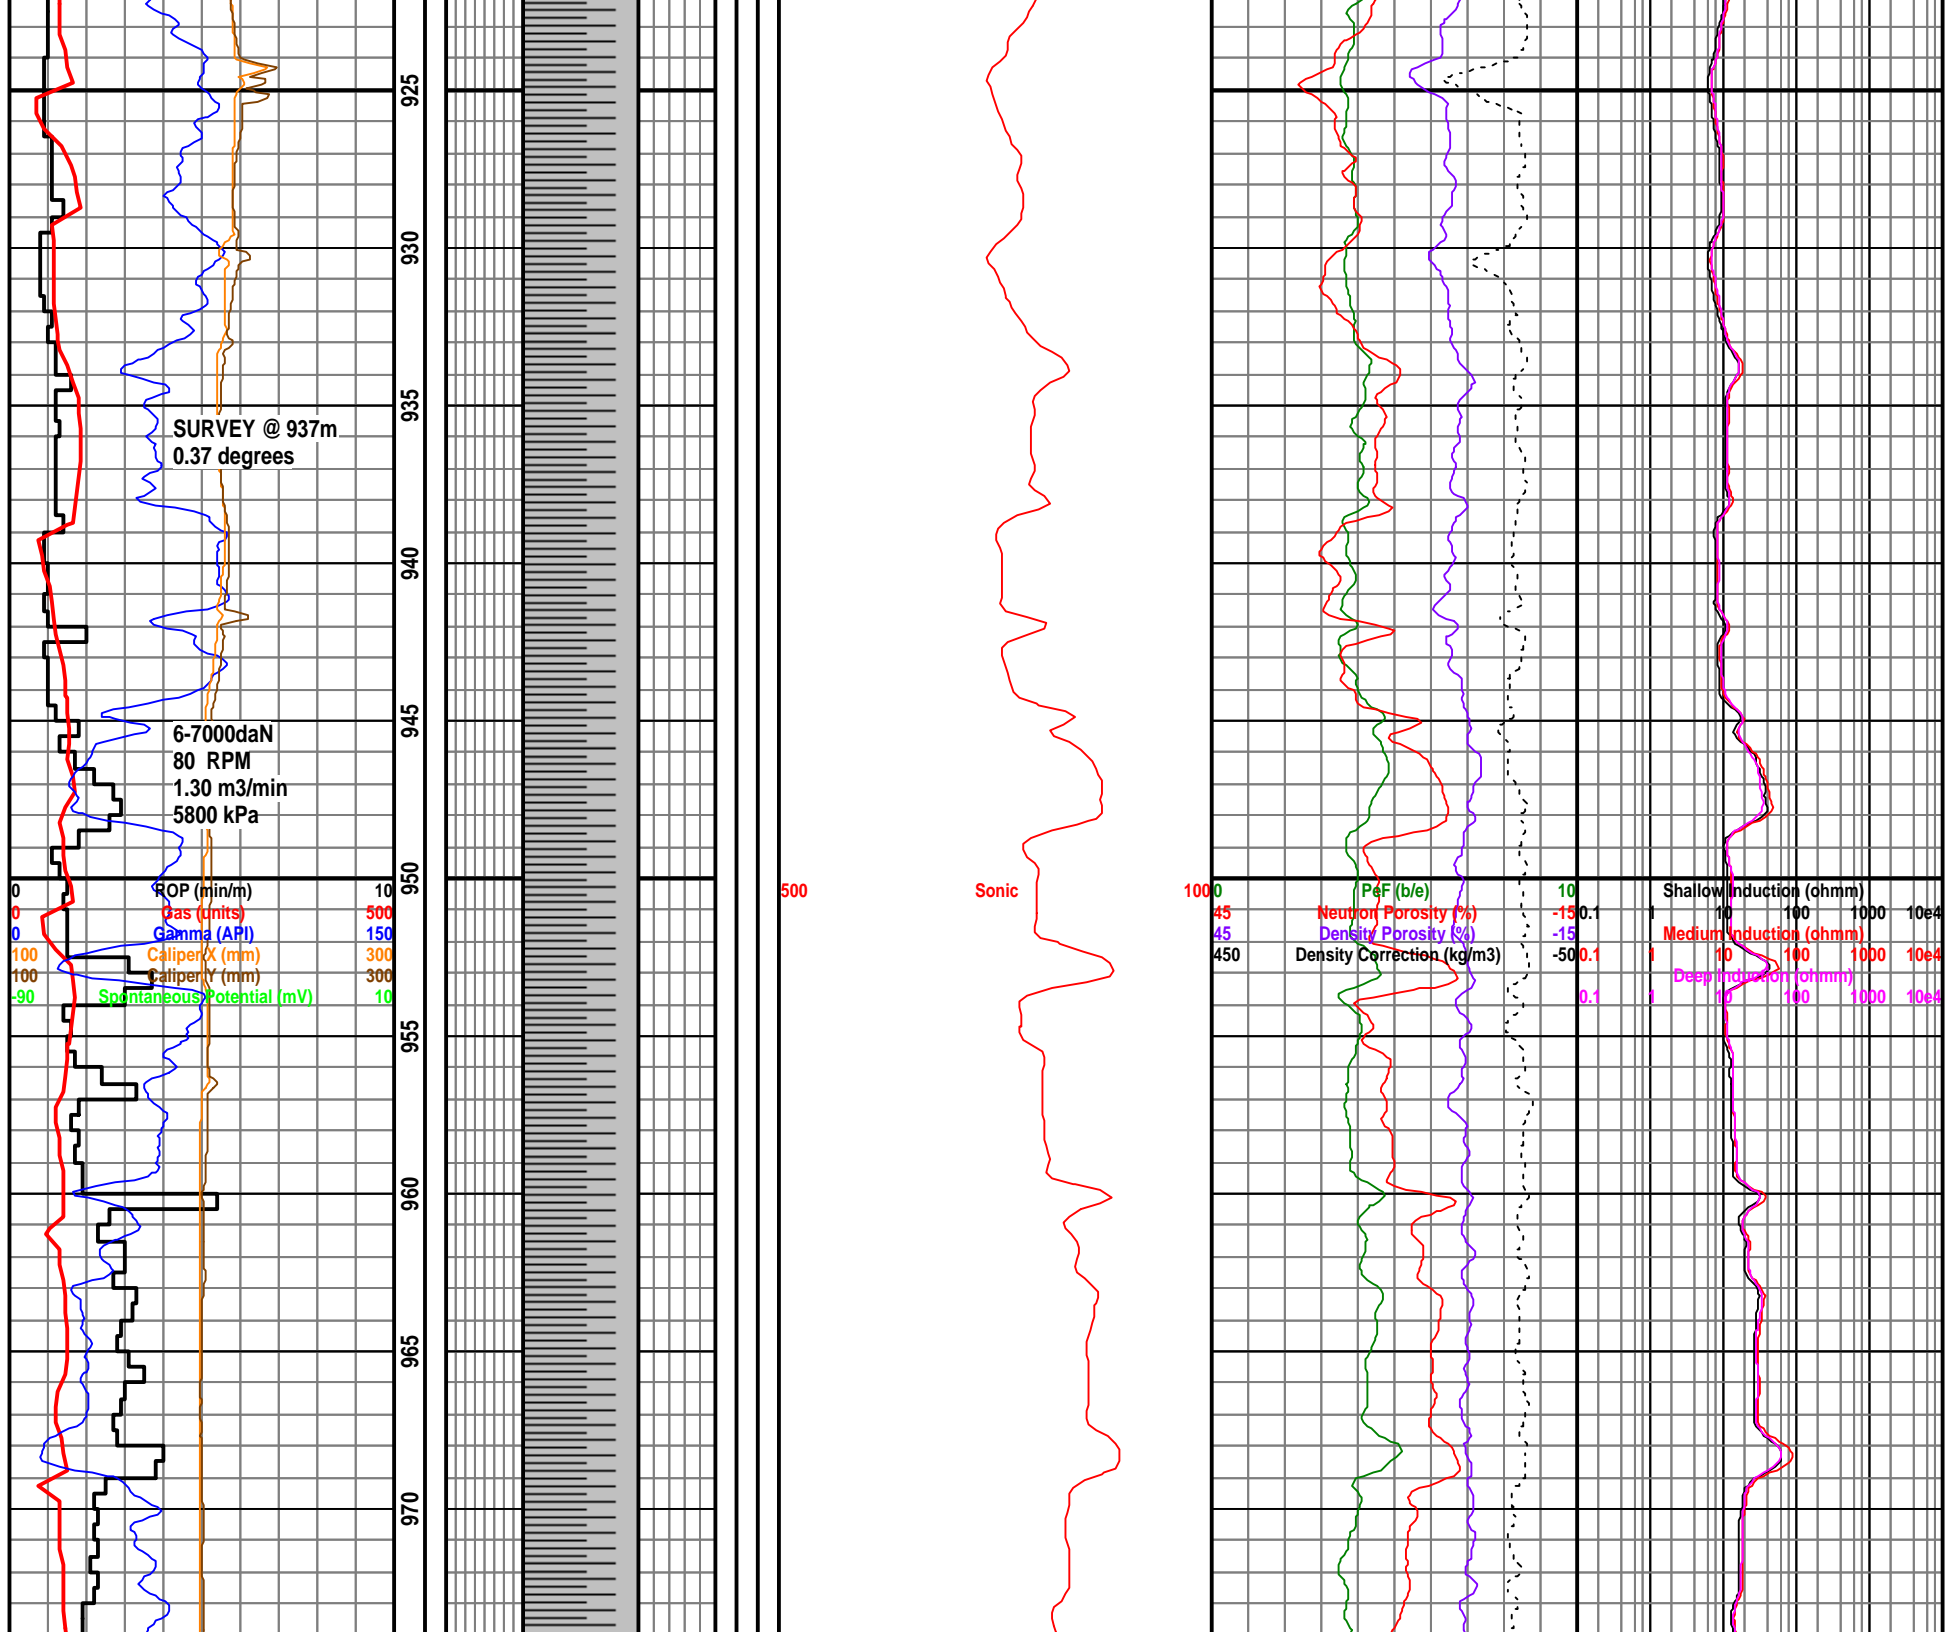 925
930
SURVEY @ 937m
0.37 degrees
935
940
945
6-7000daN
80 RPM
1.30 m3/min
5800 kPa
950
0 ROP (min/m) 10
0 Gas (units) 500
0 Gamma (API) 150
100 Caliper X (mm) 300
100 Caliper Y (mm) 300
-90 Spontaneous Potential (mV) 10
500 Sonic 100
0 PeF (b/e) 10
45 Neutron Porosity (%) -15
45 Density Porosity (%) -15
450 Density Correction (kg/m3) -50
Shallow Induction (ohmm)
0.1 1 10 100 1000 10e4
Medium Induction (ohmm)
0.1 1 10 100 1000 10e4
Deep Induction (ohmm)
0.1 1 10 100 1000 10e4
955
960
965
970